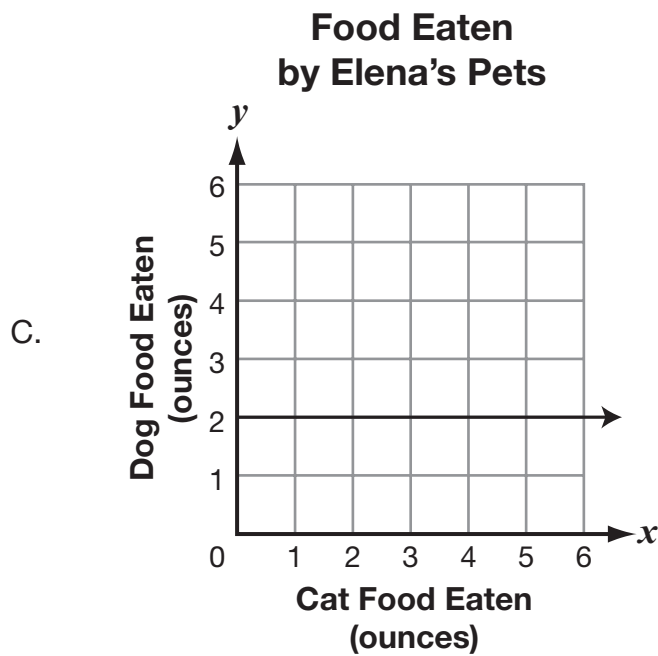 Food Eaten
by Elena's Pets
y
C.
Dog Food Eaten
(ounces)
6
5
4
3
2
1
0
1 2 3 4 5 6
x
Cat Food Eaten
(ounces)